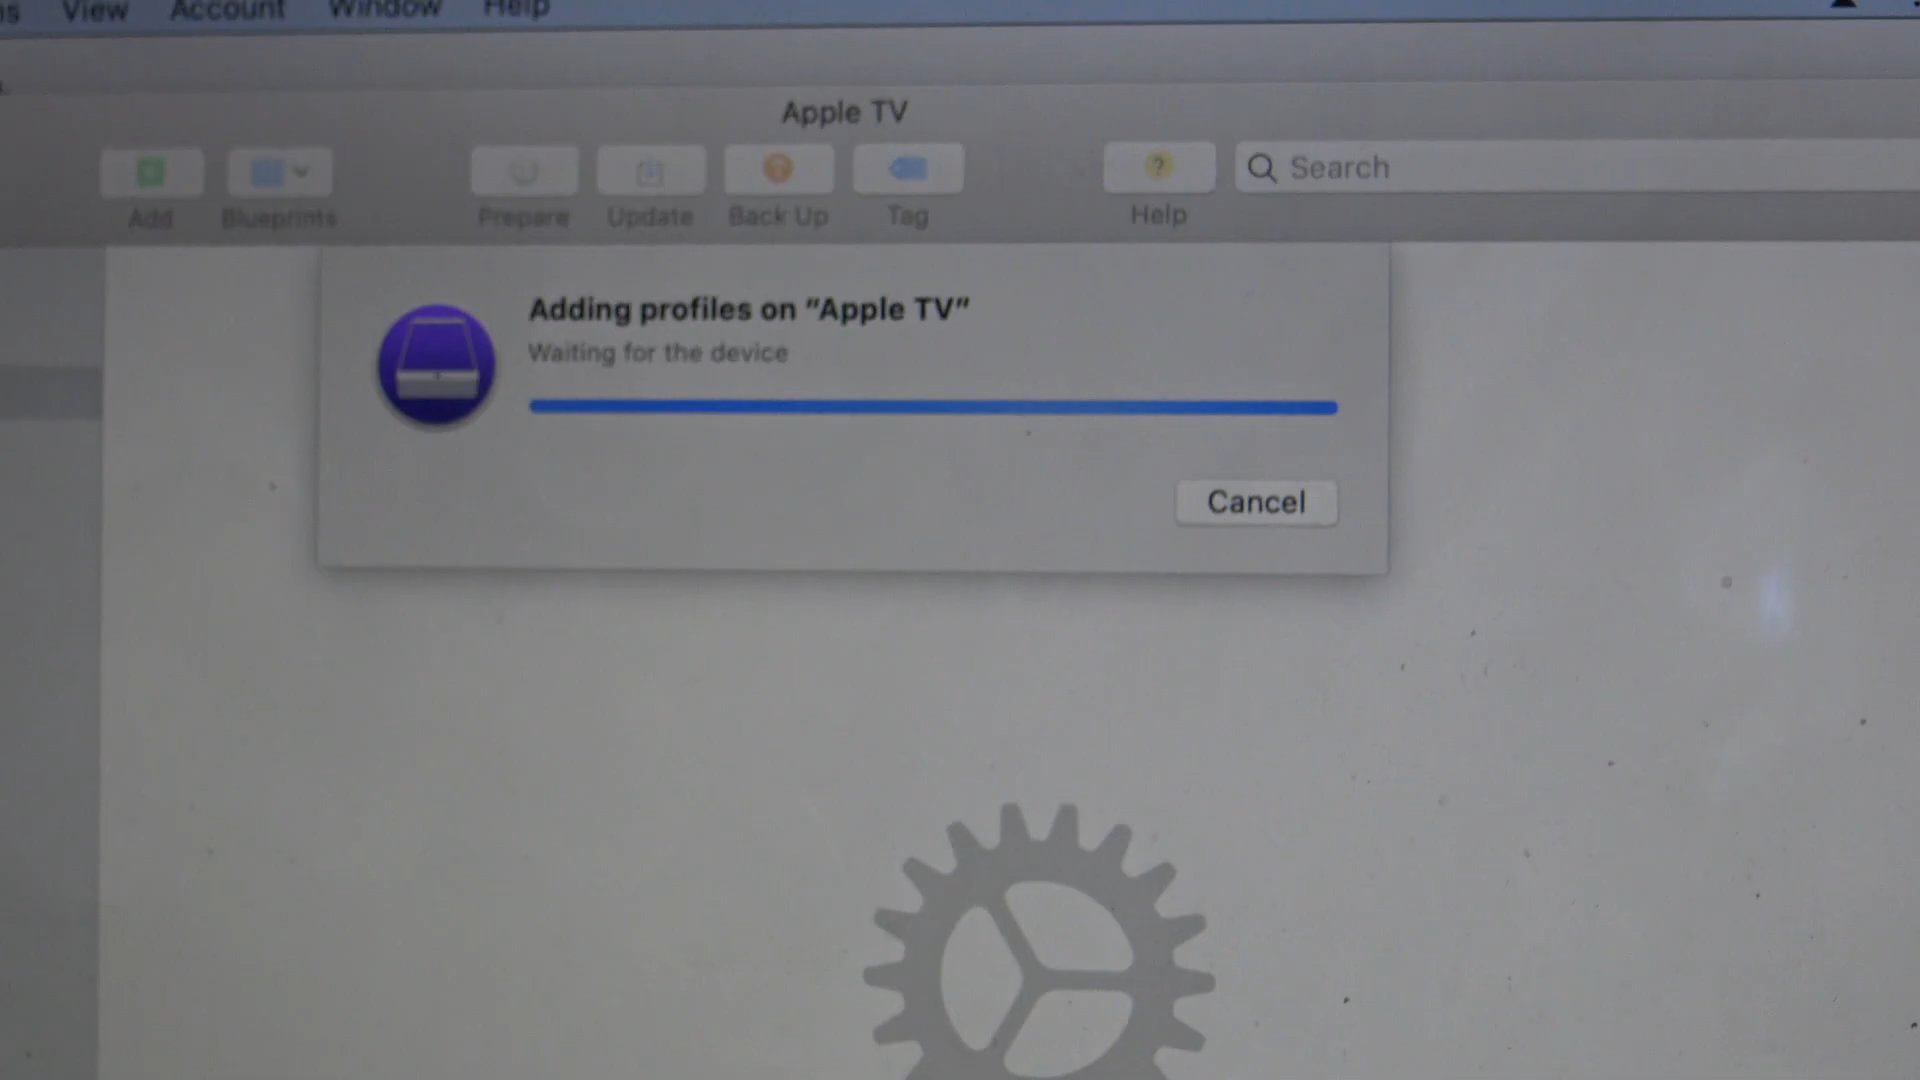 View Account Window Help
Apple TV
Search
Add Blueprints Prepare Update Back Up Tag Help
Adding profiles on “Apple TV”
Waiting for the device
Cancel